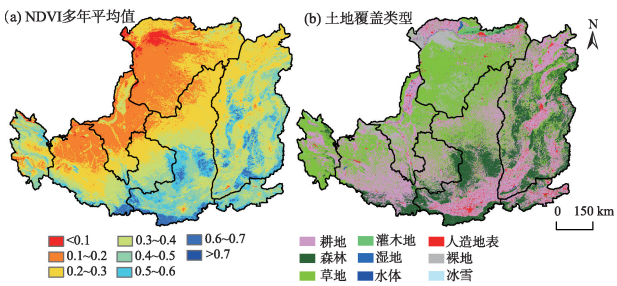 (a) NDVI多年平均值
(b) 土地覆盖类型
N
0 150 km
<0.1
0.1~0.2
0.2~0.3
0.3~0.4
0.4~0.5
0.5~0.6
0.6~0.7
>0.7
耕地
森林
草地
灌木地
湿地
水体
人造地表
裸地
冰雪